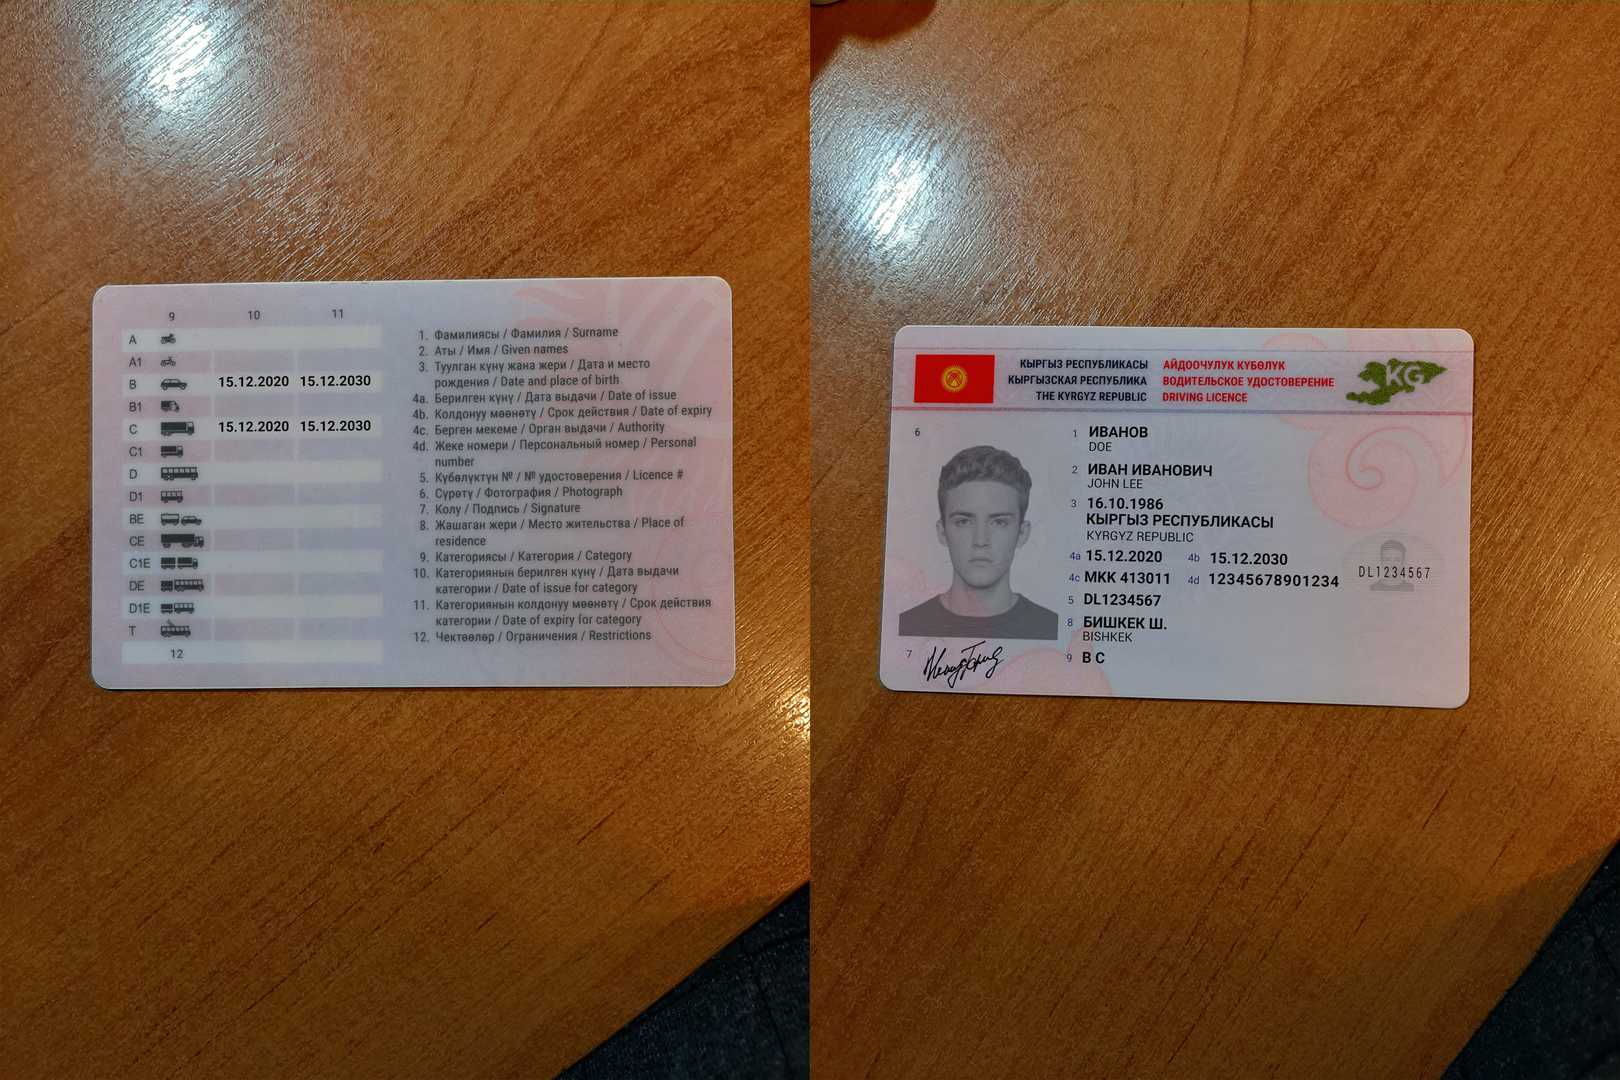 9 10 11
A
A1
B 15.12.2020 15.12.2030
B1
C 15.12.2020 15.12.2030
C1
D
D1
BE
CE
C1E
DE
D1E
T
12
1. Фамилиясы / Фамилия / Surname
2. Аты / Имя / Given names
3. Туулган күнү жана жери / Дата и место
рождения / Date and place of birth
4a. Берилген күнү / Дата выдачи / Date of issue
4b. Колдонуу мөөнөтү / Срок действия / Date of expiry
4c. Берген мекеме / Орган выдачи / Authority
4d. Жеке номери / Персональный номер / Personal
number
5. Күбөлүктүн № / № удостоверения / Licence #
6. Сүрөтү / Фотография / Photograph
7. Колу / Подпись / Signature
8. Жашаган жери / Место жительства / Place of
residence
9. Категориясы / Категория / Category
10. Категориянын берилген күнү / Дата выдачи
категории / Date of issue for category
11. Категориянын колдонуу мөөнөтү / Срок действия
категории / Date of expiry for category
12. Чектөөлөр / Ограничения / Restrictions
КЫРГЫЗ РЕСПУБЛИКАСЫ
КЫРГЫЗСКАЯ РЕСПУБЛИКА
THE KYRGYZ REPUBLIC
АЙДООЧУЛУК КҮБӨЛҮК
ВОДИТЕЛЬСКОЕ УДОСТОВЕРЕНИЕ
DRIVING LICENCE
KG
6
1 ИВАНОВ
DOE
2 ИВАН ИВАНОВИЧ
JOHN LEE
3 16.10.1986
КЫРГЫЗ РЕСПУБЛИКАСЫ
KYRGYZ REPUBLIC
4a 15.12.2020 4b 15.12.2030
4c MKK 413011 4d 12345678901234
5 DL1234567
8 БИШКЕК Ш.
BISHKEK
9 B C
7
DL1234567